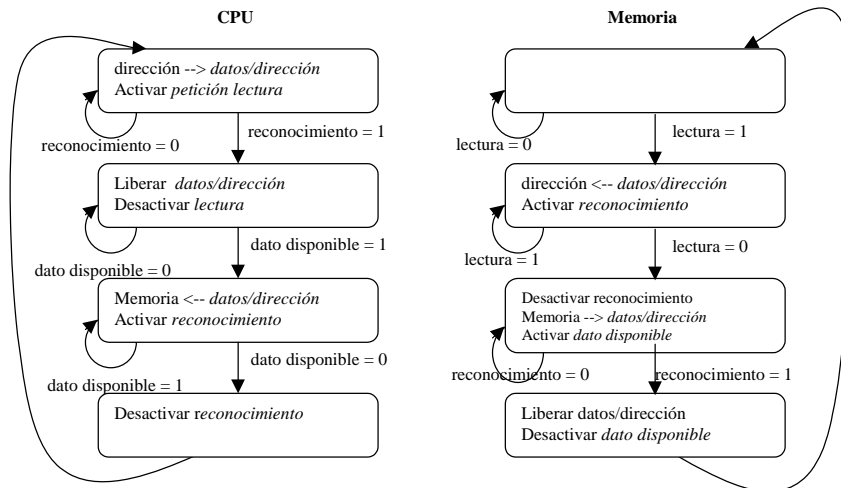 CPU
dirección --> datos/dirección
Activar petición lectura
reconocimiento = 0
reconocimiento = 1
Liberar datos/dirección
Desactivar lectura
dato disponible = 0
dato disponible = 1
Memoria <-- datos/dirección
Activar reconocimiento
dato disponible = 1
dato disponible = 0
Desactivar reconocimiento
Memoria
lectura = 0
lectura = 1
dirección <-- datos/dirección
Activar reconocimiento
lectura = 1
lectura = 0
Desactivar reconocimiento
Memoria --> datos/dirección
Activar dato disponible
reconocimiento = 0
reconocimiento = 1
Liberar datos/dirección
Desactivar dato disponible